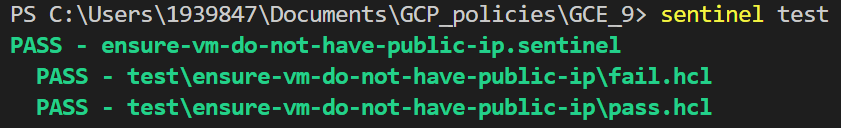 PS C:\Users\1939847\Documents\GCP_policies\GCE_9> sentinel test
PASS - ensure-vm-do-not-have-public-ip.sentinel
  PASS - test\ensure-vm-do-not-have-public-ip\fail.hcl
  PASS - test\ensure-vm-do-not-have-public-ip\pass.hcl